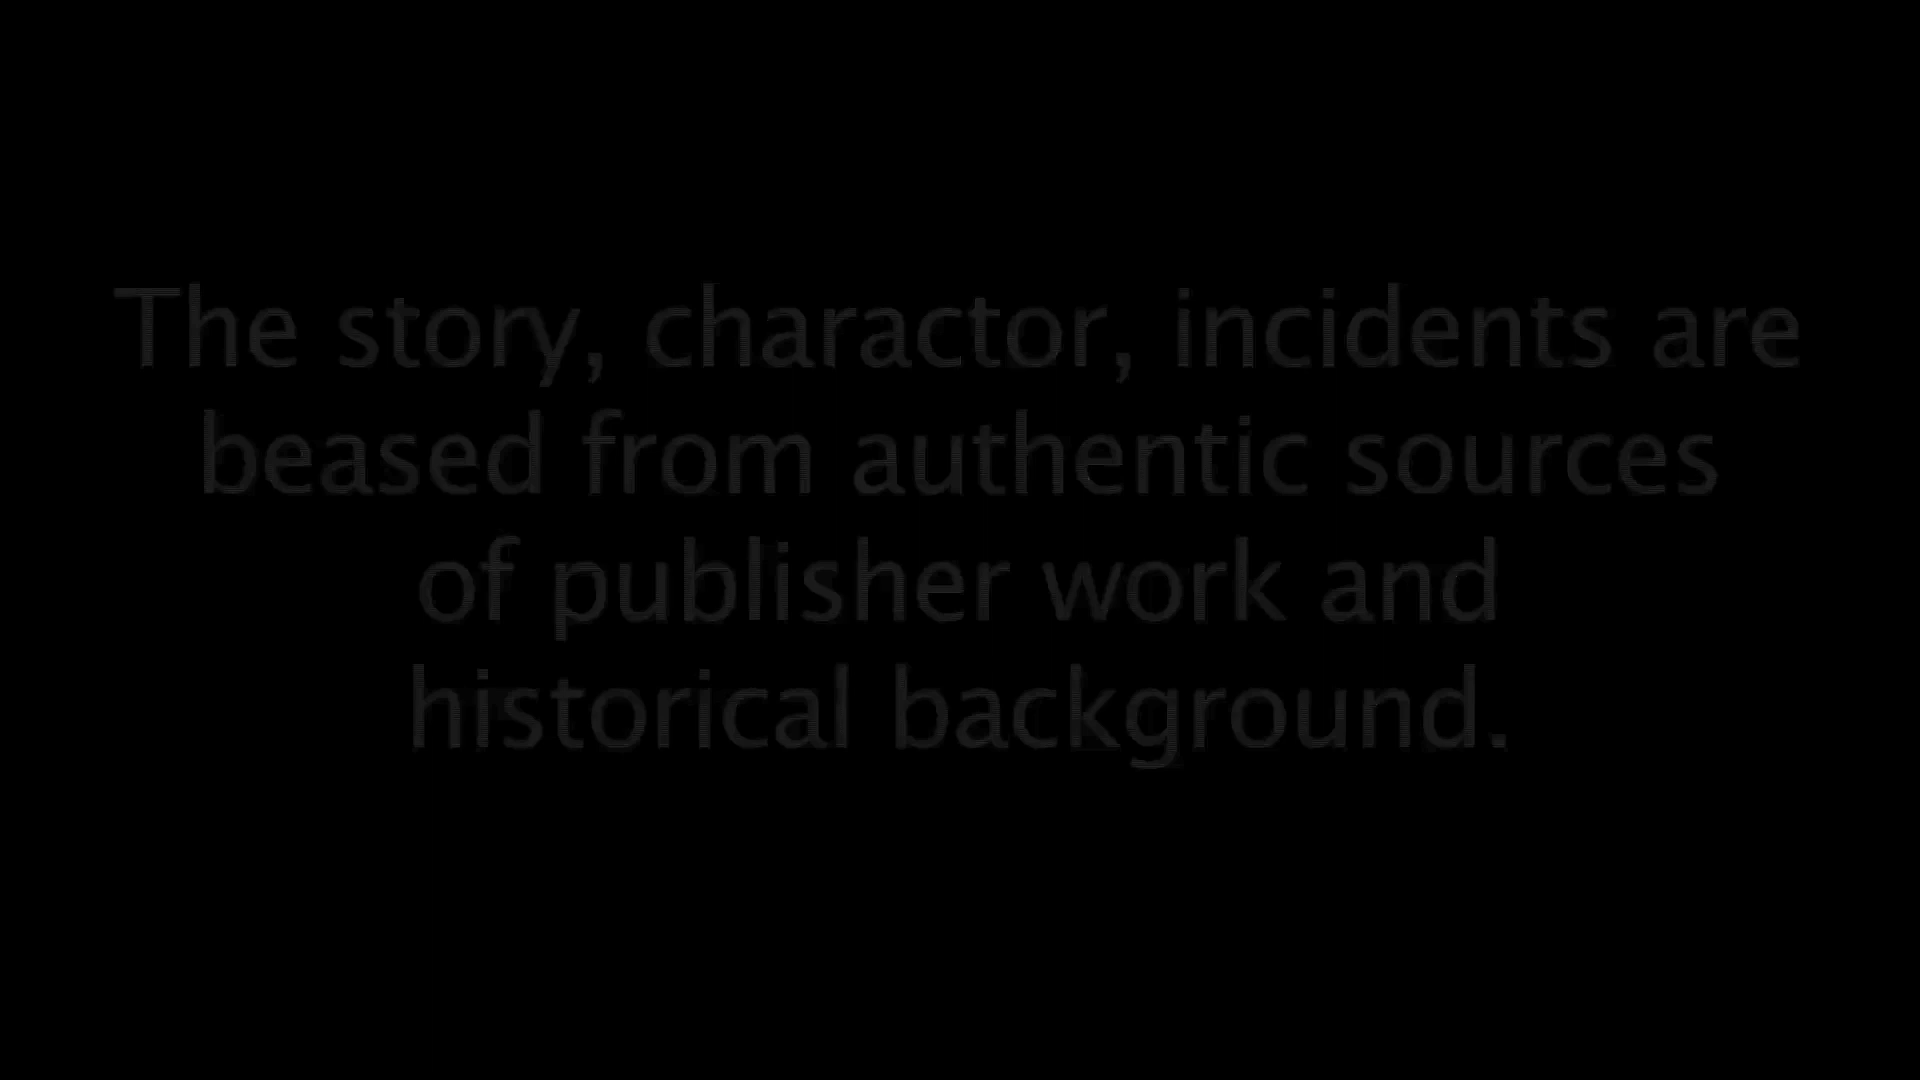 The story, charactor, incidents are
beased from authentic sources
of publisher work and
historical background.